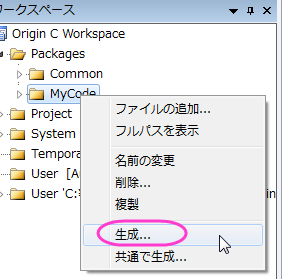 ワークスペース
Origin C Workspace
Packages
Common
MyCode
Project
System
Tempora
User [A
User 'C:
ファイルの追加...
フルパスを表示
名前の変更
削除...
複製
生成...
共通で生成...